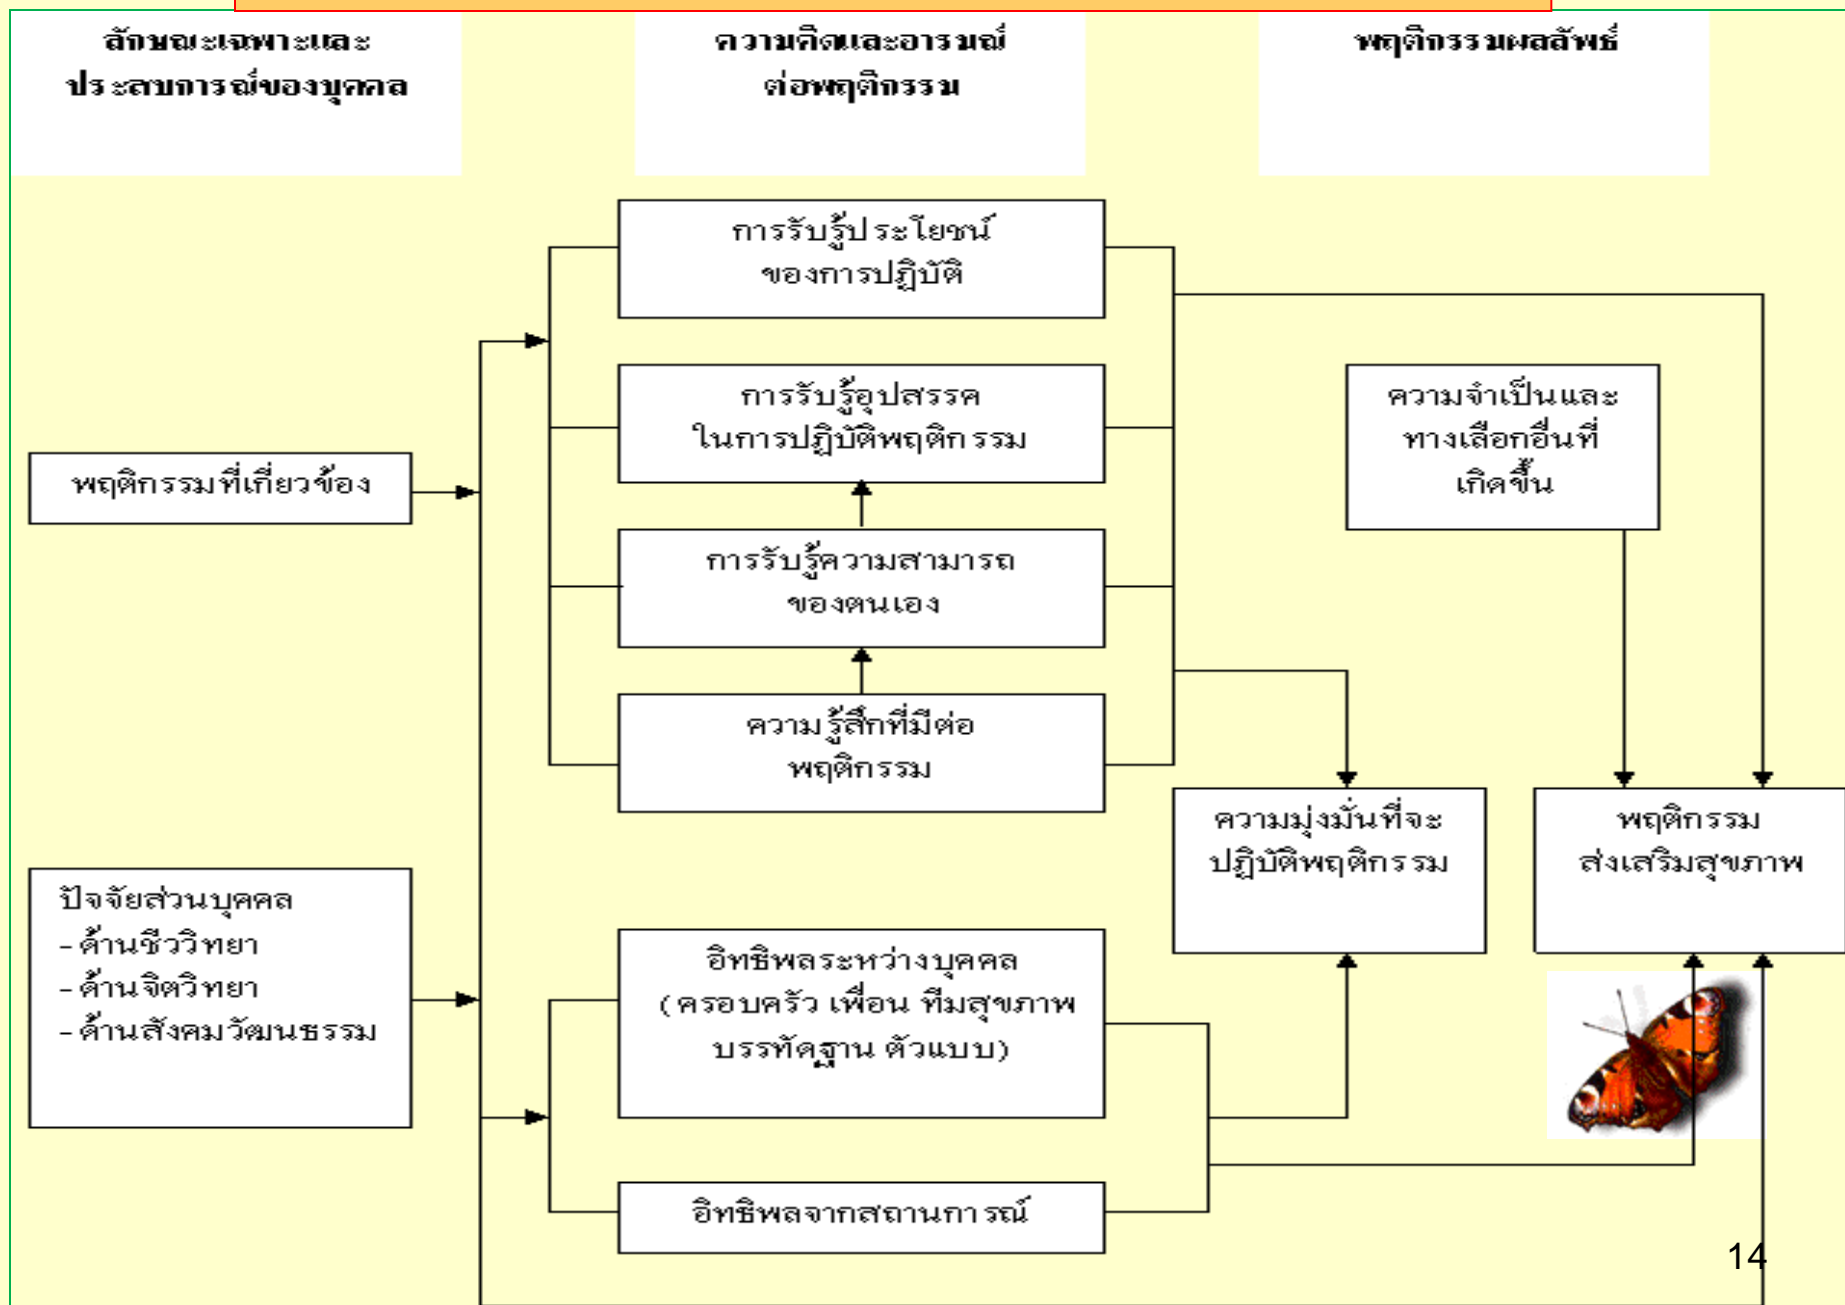 ลักษณะเฉพาะและ
ประสบการณ์ของบุคคล
ความคิดและอารมณ์
ต่อพฤติกรรม
พฤติกรรมผลลัพธ์
การรับรู้ประโยชน์
ของการปฏิบัติ
การรับรู้อุปสรรค
ในการปฏิบัติพฤติกรรม
ความจำเป็นและ
ทางเลือกอื่นที่
เกิดขึ้น
พฤติกรรมที่เกี่ยวข้อง
การรับรู้ความสามารถ
ของตนเอง
ความรู้สึกที่มีต่อ
พฤติกรรม
ความมุ่งมั่นที่จะ
ปฏิบัติพฤติกรรม
พฤติกรรม
ส่งเสริมสุขภาพ
ปัจจัยส่วนบุคคล
- ด้านชีววิทยา
- ด้านจิตวิทยา
- ด้านสังคมวัฒนธรรม
อิทธิพลระหว่างบุคคล
(ครอบครัว เพื่อน ทีมสุขภาพ
บรรทัดฐาน ตัวแบบ)
อิทธิพลจากสถานการณ์
14